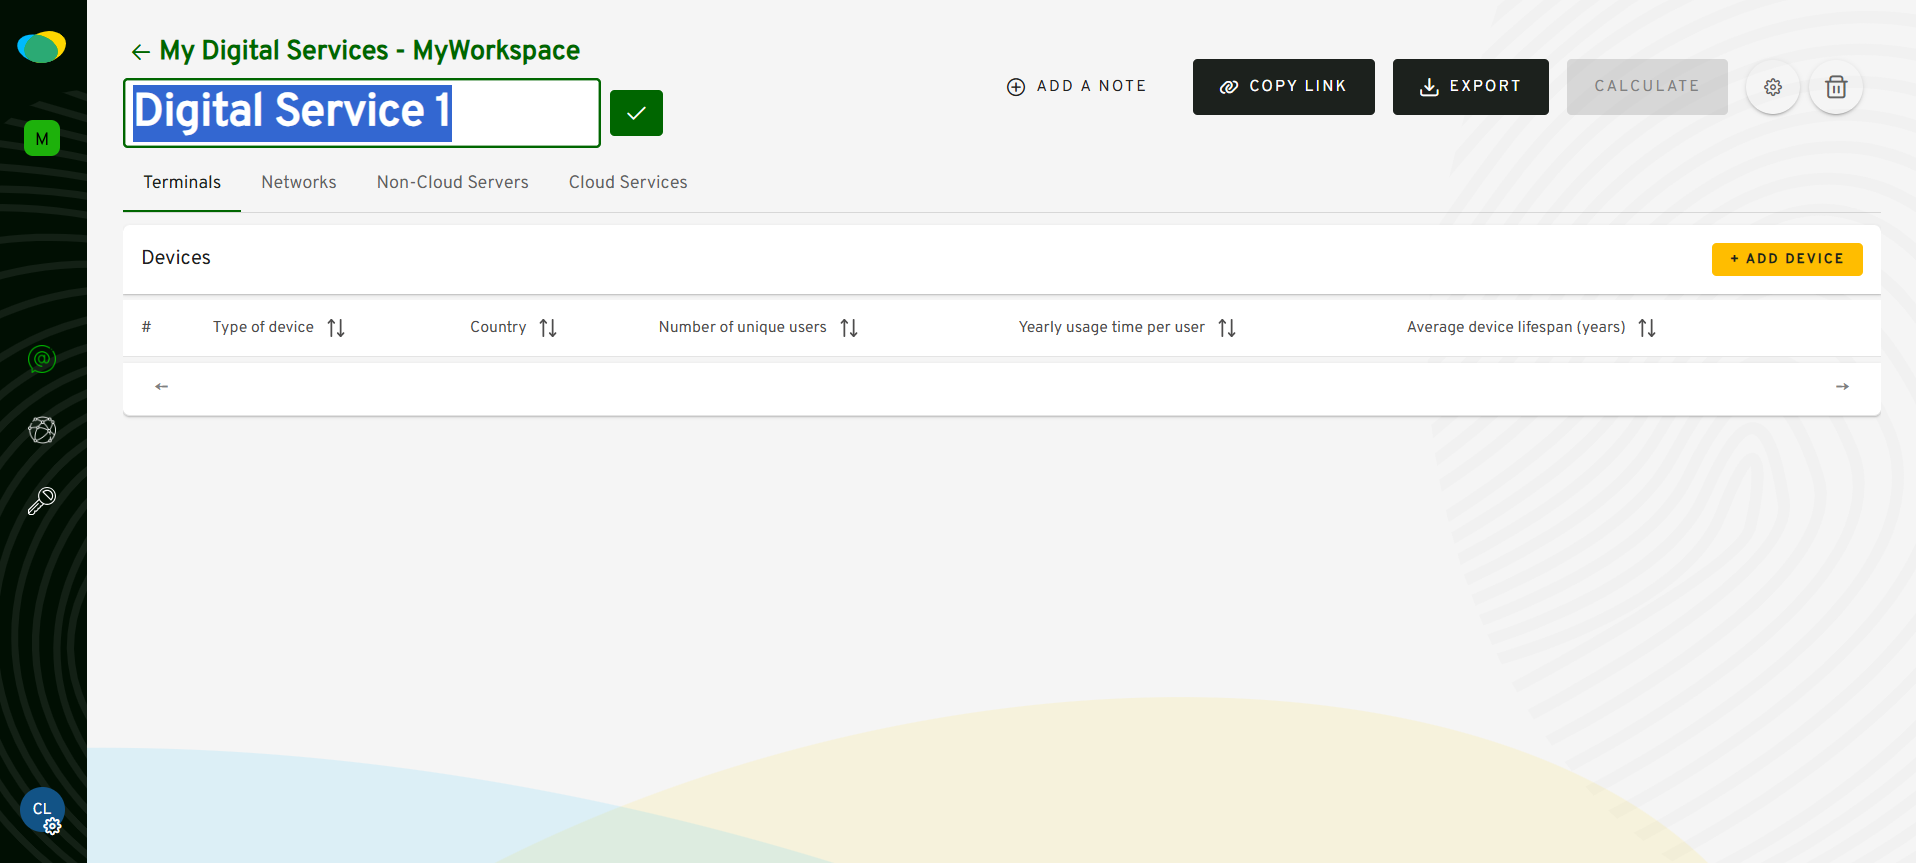 ← My Digital Services - MyWorkspace
Digital Service 1
ADD A NOTE
COPY LINK
EXPORT
CALCULATE
M
Terminals
Networks
Non-Cloud Servers
Cloud Services
Devices
+ ADD DEVICE
#
Type of device
Country
Number of unique users
Yearly usage time per user
Average device lifespan (years)
← →
CL